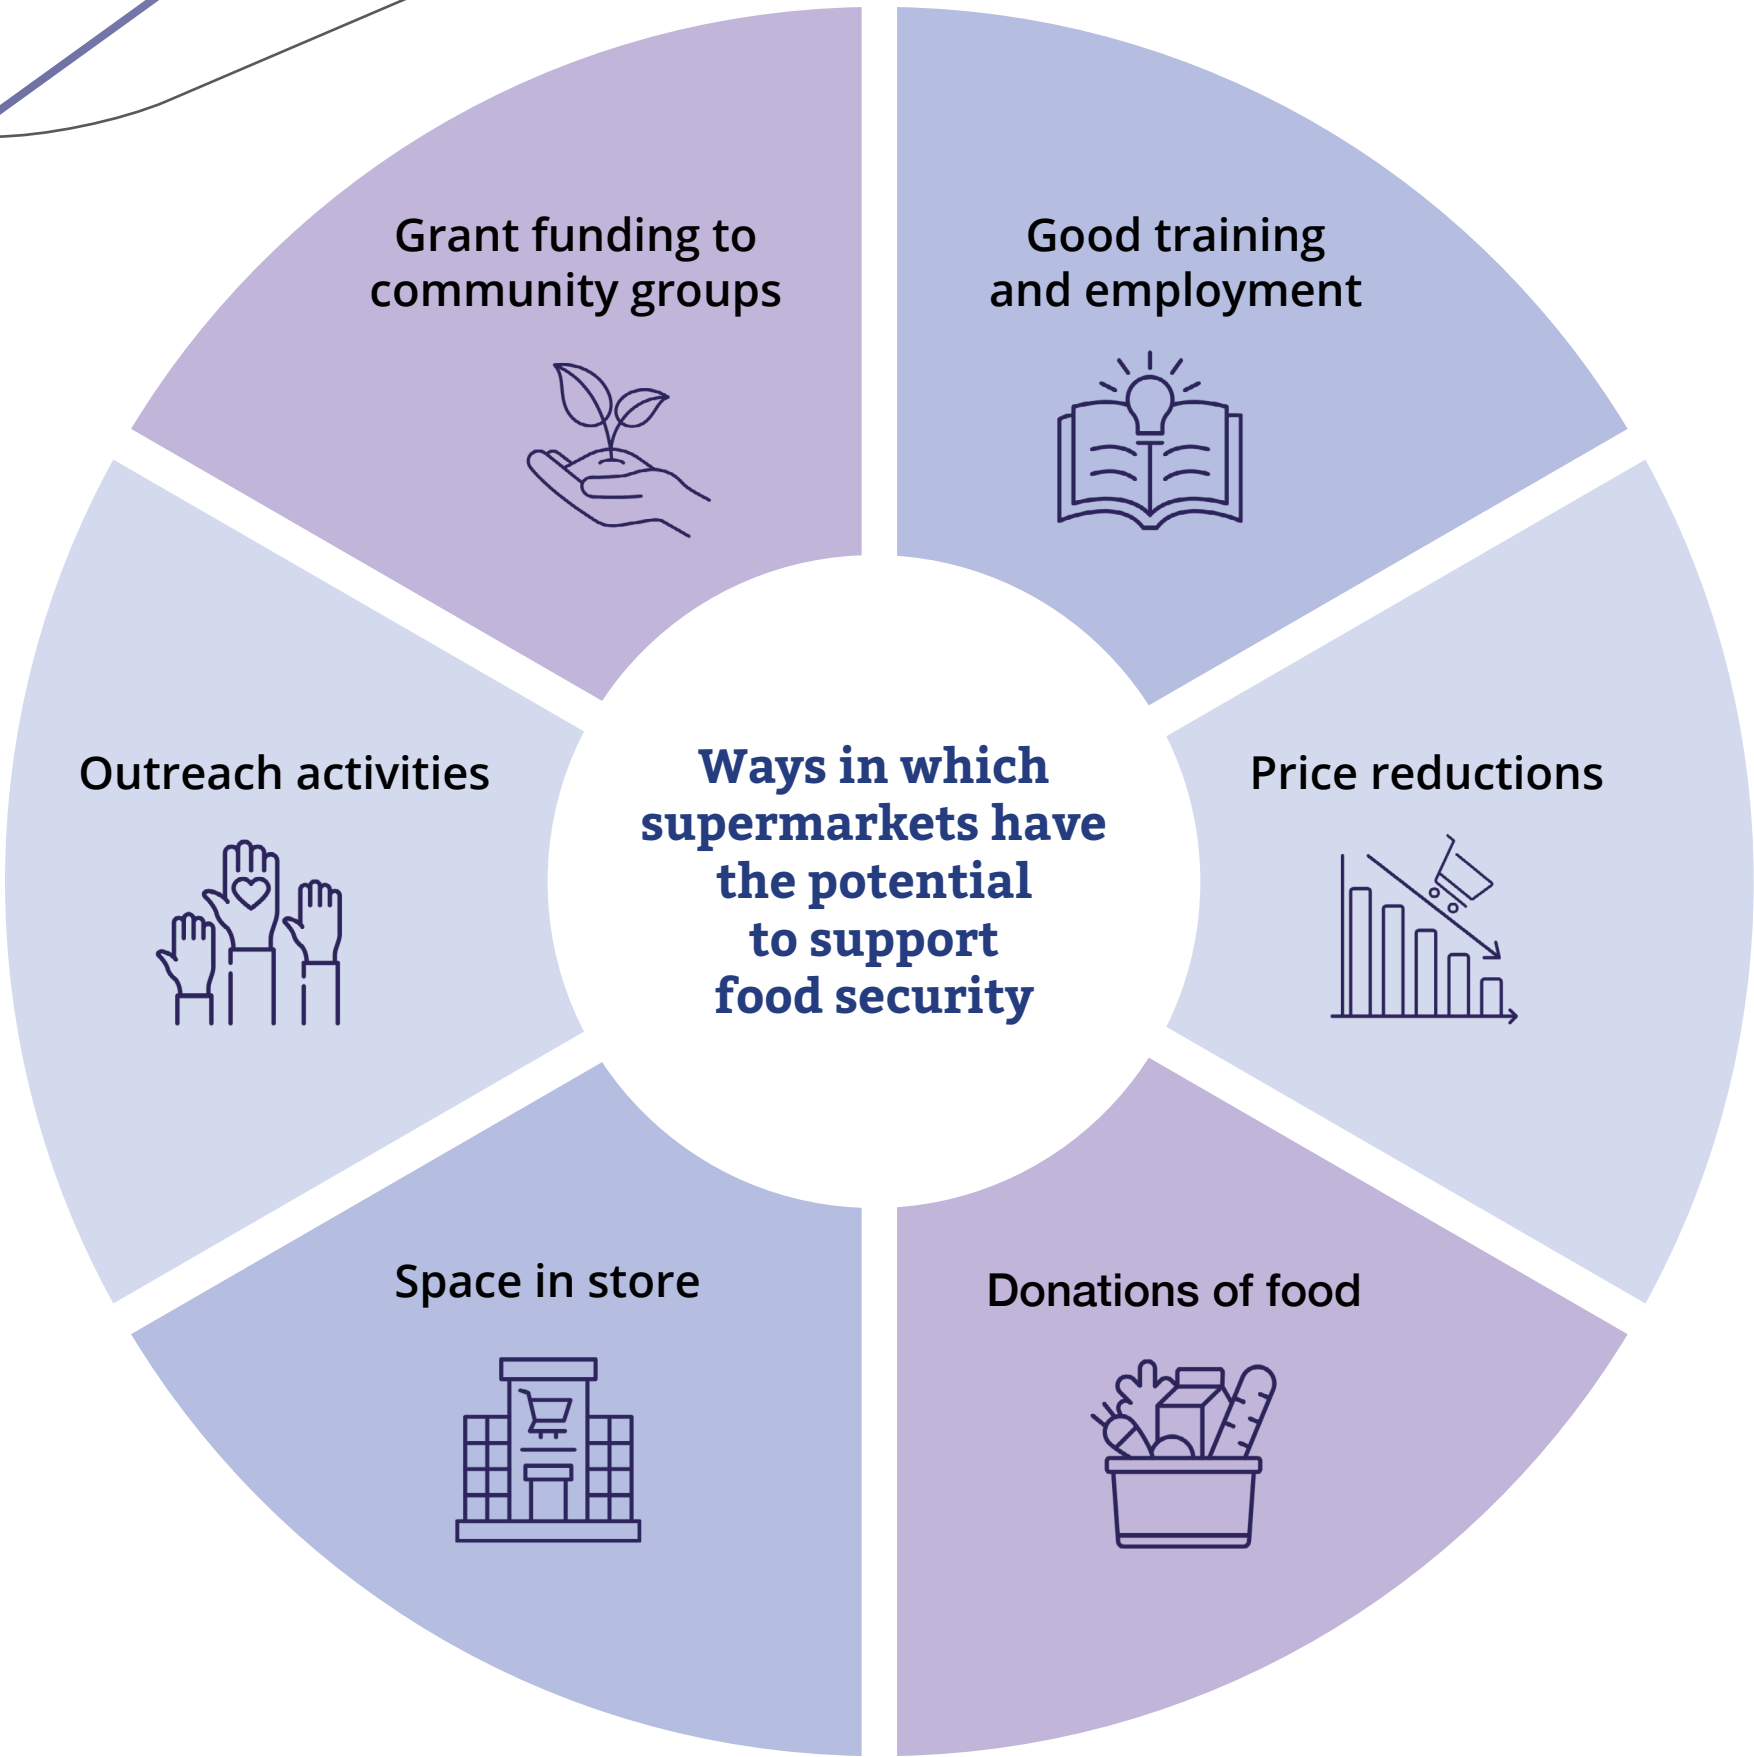 Grant funding to
community groups
Good training
and employment
Outreach activities
Ways in which
supermarkets have
the potential
to support
food security
Price reductions
Space in store
Donations of food